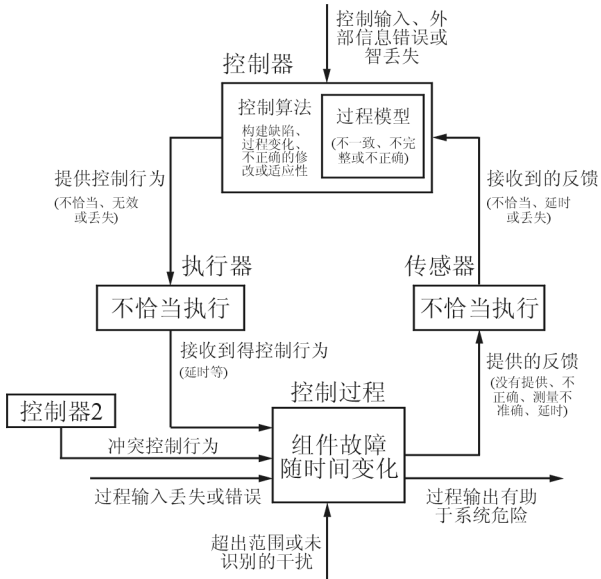 控制输入、外
部信息错误或
智丢失
控制器
控制算法
构建缺陷、
过程变化、
不正确的修
改或适应性
过程模型
(不一致、不完
整或不正确)
提供控制行为
(不恰当、无效
或丢失)
接收到的反馈
(不恰当、延时
或丢失)
执行器
不恰当执行
传感器
不恰当执行
接收到得控制行为
(延时等)
提供的反馈
(没有提供、不
正确、测量不
准确、延时)
控制过程
控制器2
组件故障
随时间变化
冲突控制行为
过程输入丢失或错误
过程输出有助
于系统危险
超出范围或未
识别的干扰